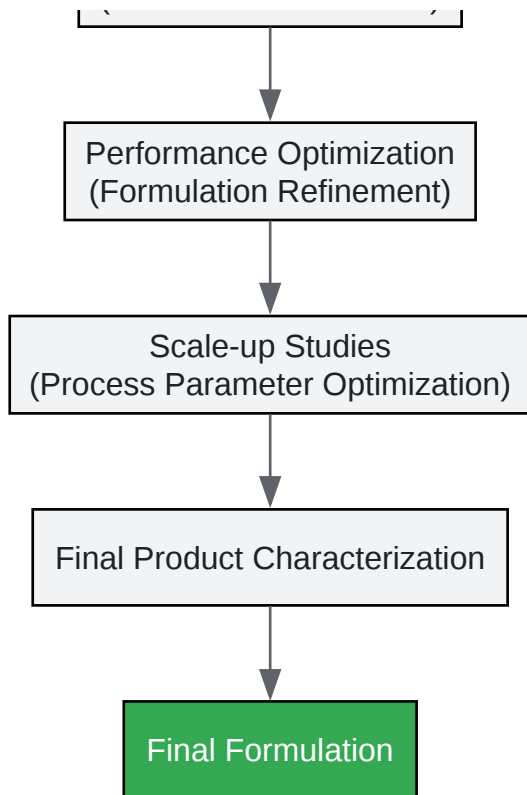 Performance Optimization
(Formulation Refinement)
Scale-up Studies
(Process Parameter Optimization)
Final Product Characterization
Final Formulation